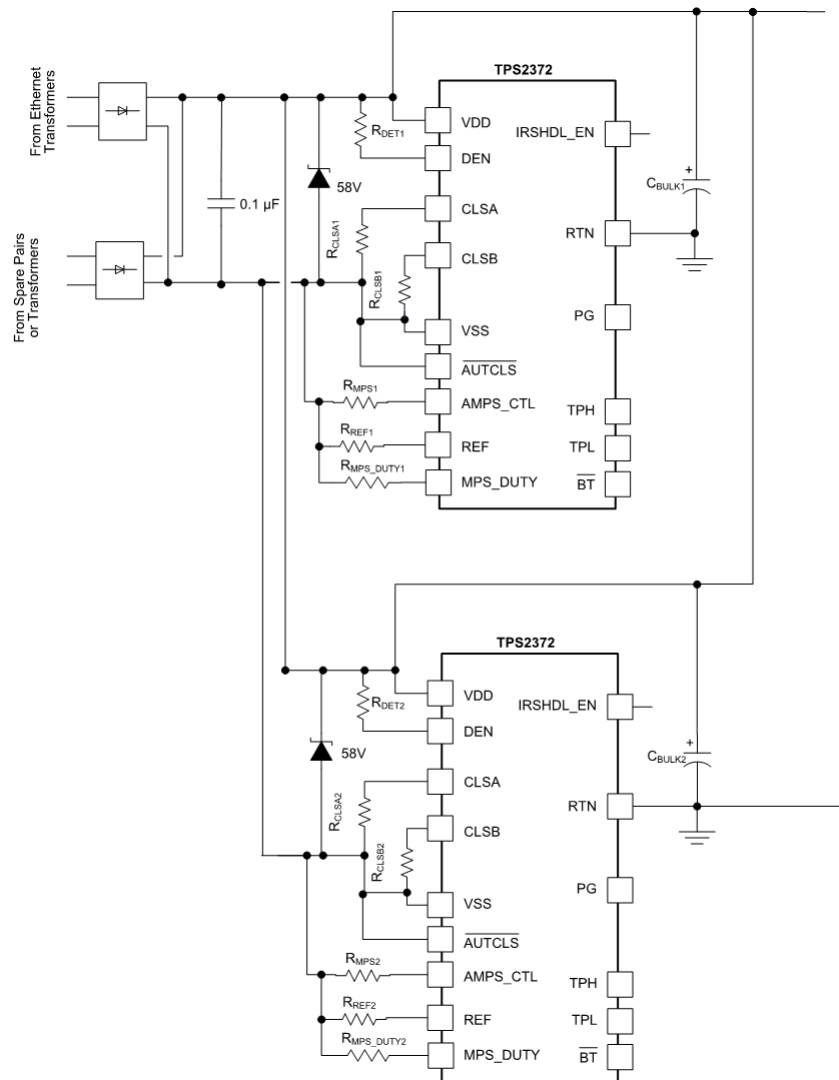 From Ethernet
Transformers
From Spare Pairs
or Transformers
0.1 µF
58V
RDET1
RCLSA1
RCLSB1
RMPS1
RREF1
RMPS_DUTY1
TPS2372
VDD
DEN
CLSA
CLSB
VSS
AUTCLS
AMPS_CTL
REF
MPS_DUTY
IRSHDL_EN
RTN
PG
TPH
TPL
BT
+
CBULK1
58V
RDET2
RCLSA2
RCLSB2
RMPS2
RREF2
RMPS_DUTY2
TPS2372
VDD
DEN
CLSA
CLSB
VSS
AUTCLS
AMPS_CTL
REF
MPS_DUTY
IRSHDL_EN
RTN
PG
TPH
TPL
BT
+
CBULK2